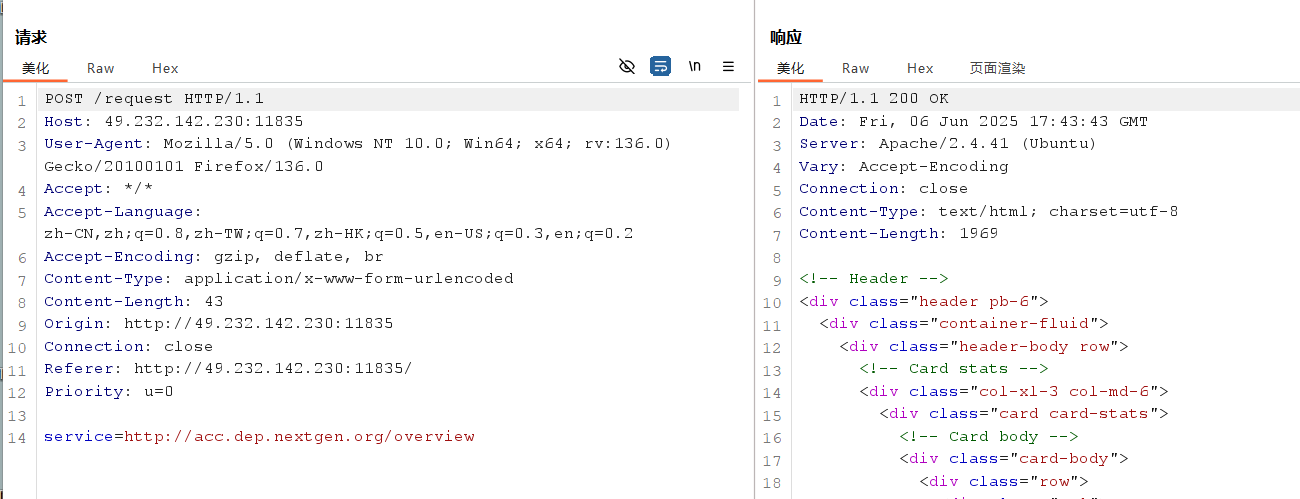 请求
美化 Raw Hex \n
1 POST /request HTTP/1.1
2 Host: 49.232.142.230:11835
3 User-Agent: Mozilla/5.0 (Windows NT 10.0; Win64; x64; rv:136.0)
Gecko/20100101 Firefox/136.0
4 Accept: */*
5 Accept-Language:
zh-CN,zh;q=0.8,zh-TW;q=0.7,zh-HK;q=0.5,en-US;q=0.3,en;q=0.2
6 Accept-Encoding: gzip, deflate, br
7 Content-Type: application/x-www-form-urlencoded
8 Content-Length: 43
9 Origin: http://49.232.142.230:11835
10 Connection: close
11 Referer: http://49.232.142.230:11835/
12 Priority: u=0
13
14 service=http://acc.dep.nextgen.org/overview
响应
美化 Raw Hex 页面渲染
1 HTTP/1.1 200 OK
2 Date: Fri, 06 Jun 2025 17:43:43 GMT
3 Server: Apache/2.4.41 (Ubuntu)
4 Vary: Accept-Encoding
5 Connection: close
6 Content-Type: text/html; charset=utf-8
7 Content-Length: 1969
8
9 <!-- Header -->
10 <div class="header pb-6">
11 <div class="container-fluid">
12 <div class="header-body row">
13 <!-- Card stats -->
14 <div class="col-xl-3 col-md-6">
15 <div class="card card-stats">
16 <!-- Card body -->
17 <div class="card-body">
18 <div class="row">